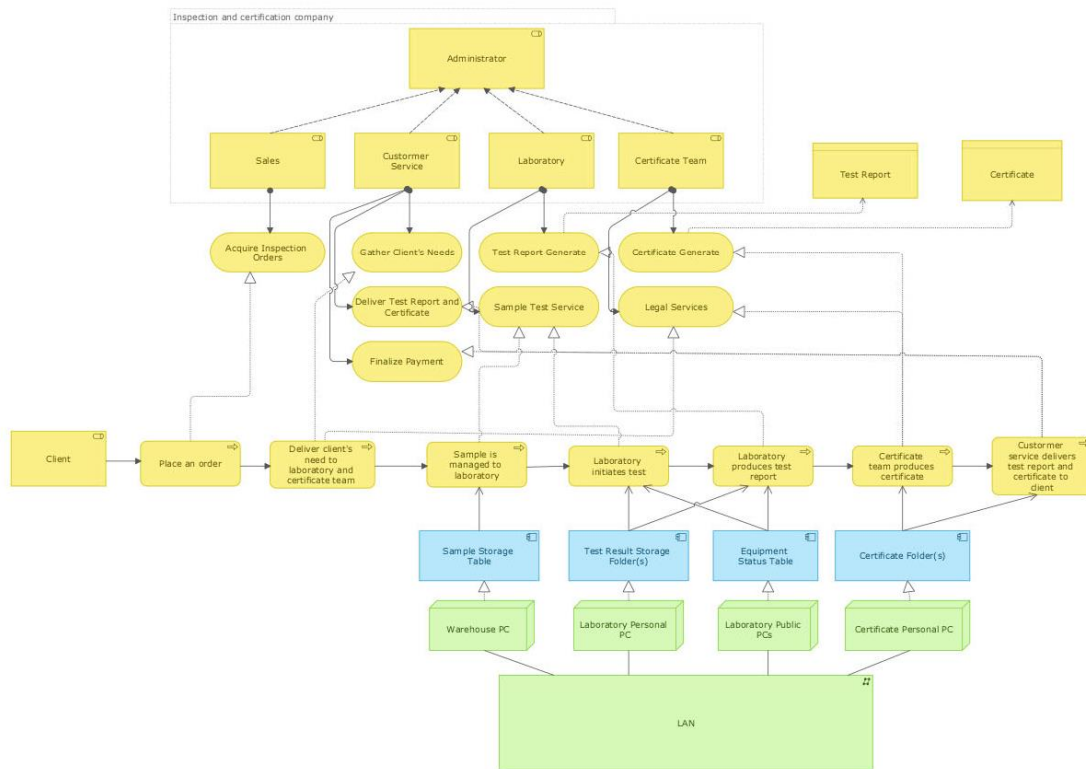 Inspection and certification company
Administrator
Sales
Custormer
Service
Laboratory
Certificate Team
Test Report
Certificate
Acquire Inspection
Orders
Gather Client's Needs
Test Report Generate
Certificate Generate
Deliver Test Report and
Certificate
Sample Test Service
Legal Services
Finalize Payment
Client
Place an order
Deliver client's
need to
laboratory and
certificate team
Sample is
managed to
laboratory
Laboratory
initiates test
Laboratory
produces test
report
Certificate
team produces
certificate
Custormer
service delivers
test report and
certificate to
client
Sample Storage
Table
Test Result Storage
Folder(s)
Equipment
Status Table
Certificate Folder(s)
Warehouse PC
Laboratory Personal
PC
Laboratory Public
PCs
Certificate Personal PC
LAN